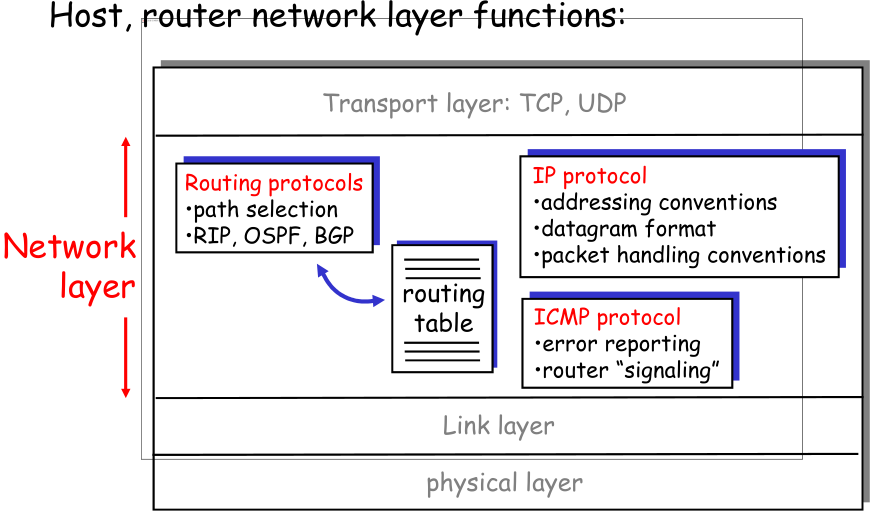 Host, router network layer functions:
Transport layer: TCP, UDP
Network
layer
Routing protocols
•path selection
•RIP, OSPF, BGP
routing
table
IP protocol
•addressing conventions
•datagram format
•packet handling conventions
ICMP protocol
•error reporting
•router “signaling”
Link layer
physical layer